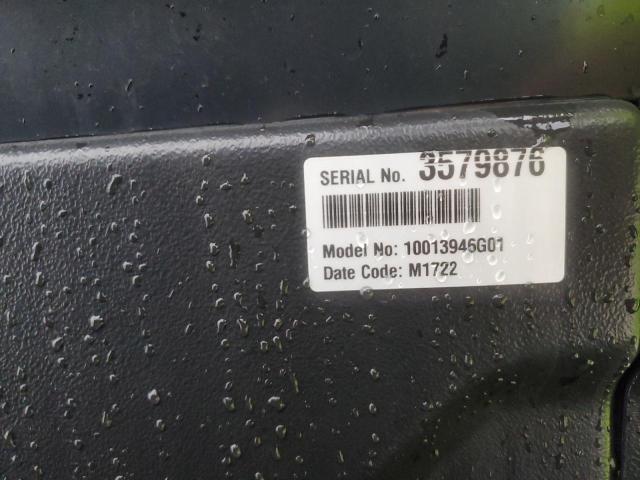 SERIAL No. 3579876
Model No: 10013946G01
Date Code: M1722